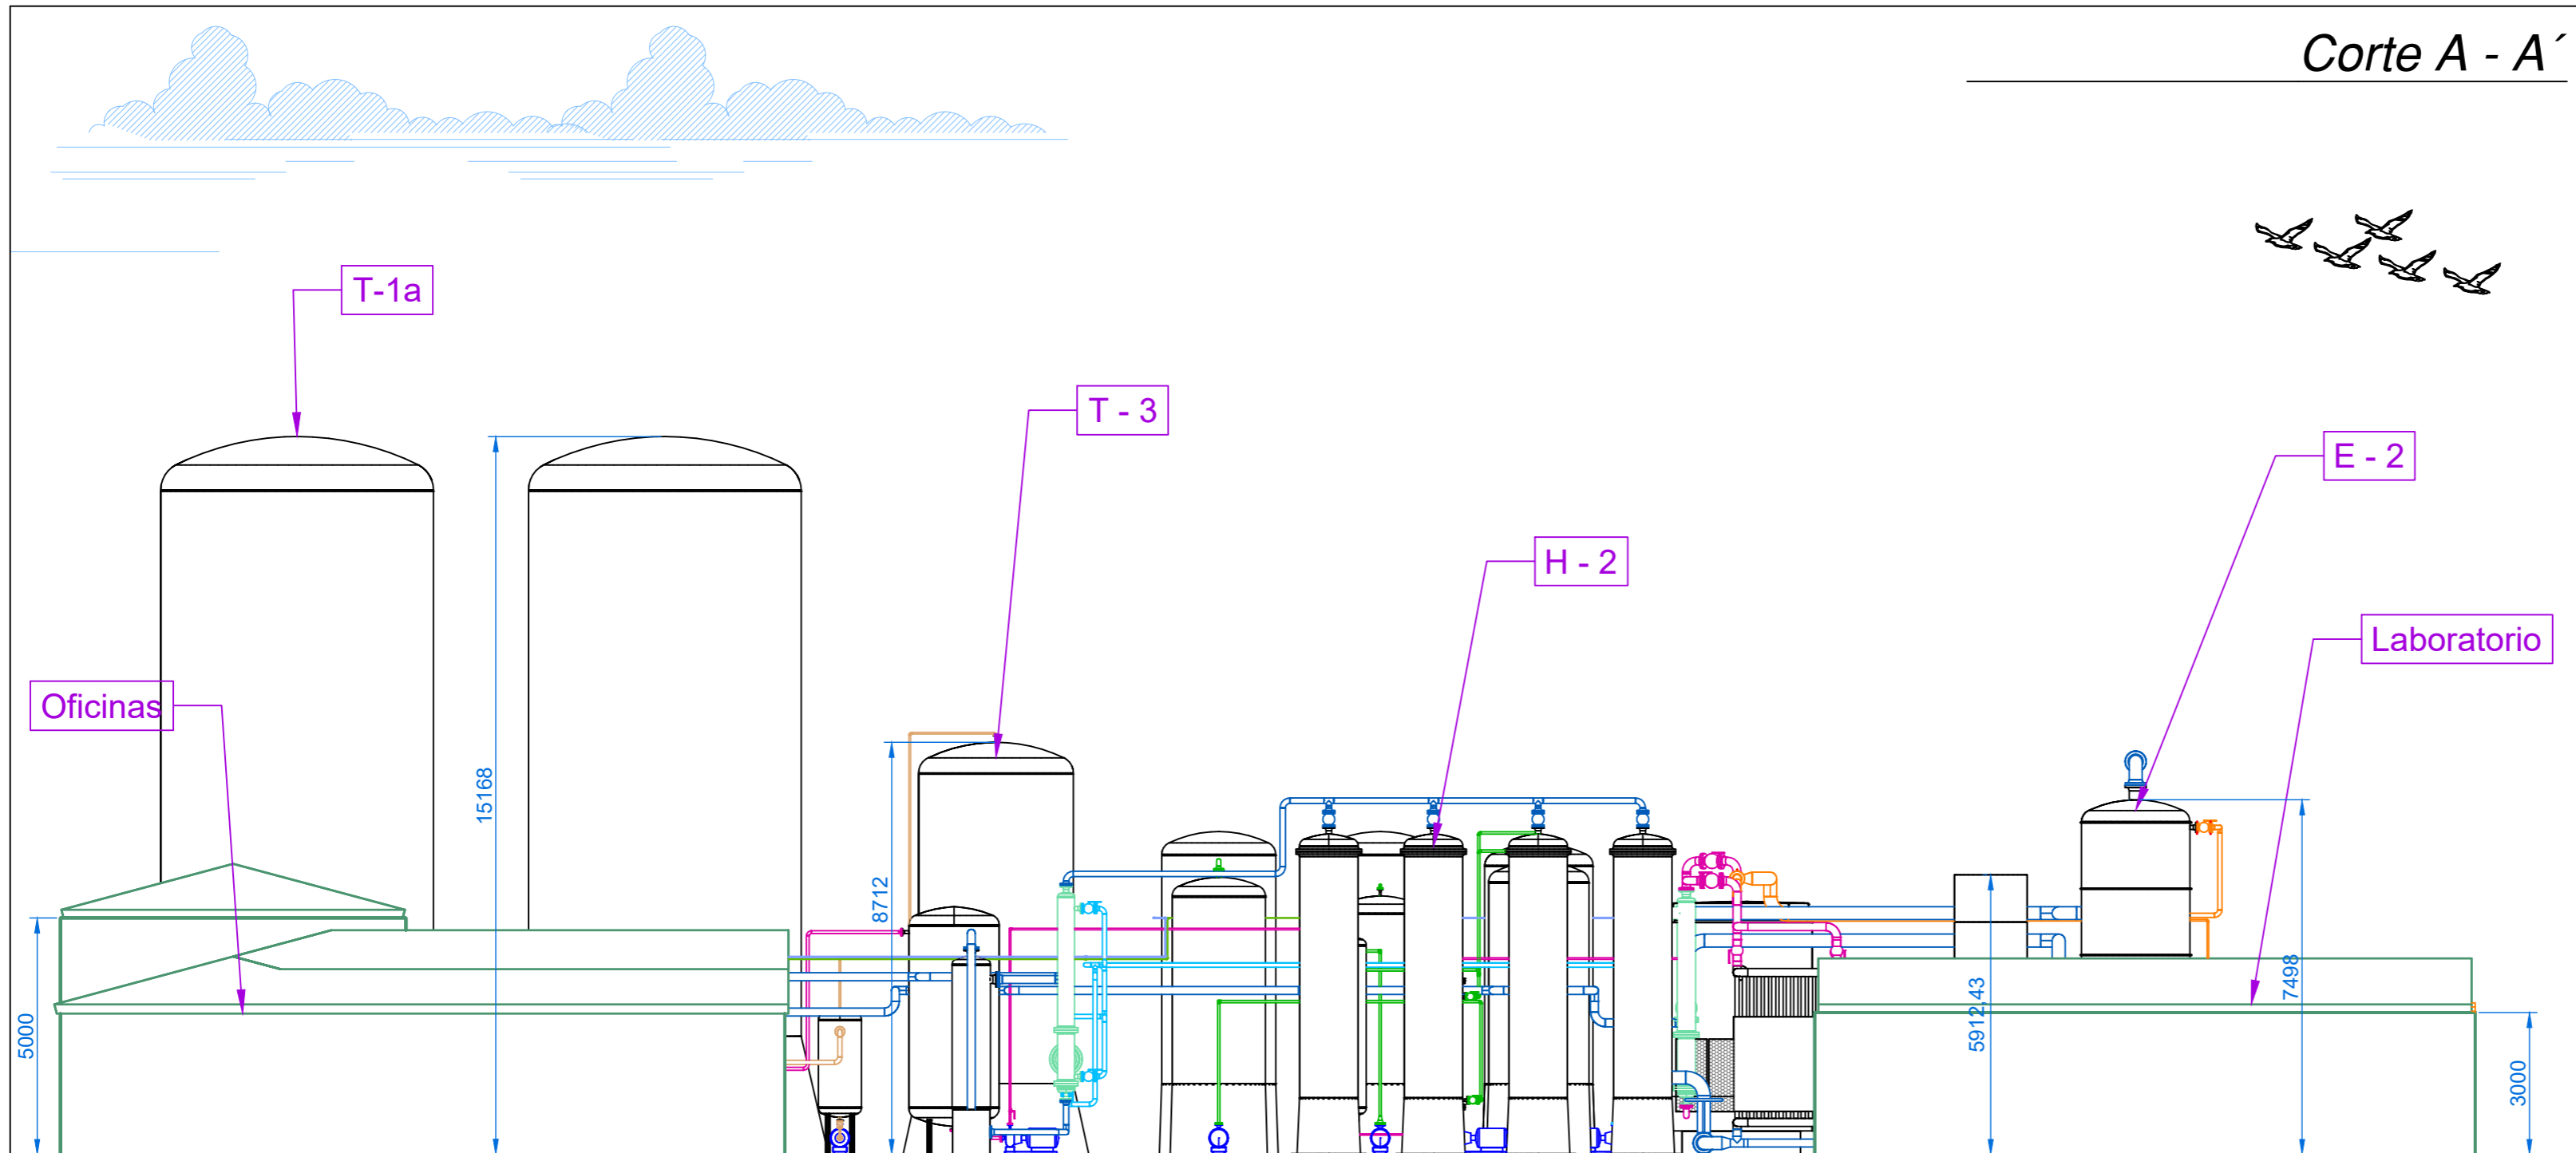 Corte A - A´
T-1a
T - 3
E - 2
H - 2
Laboratorio
Oficinas
15168
8712
5000
5912,43
7498
3000